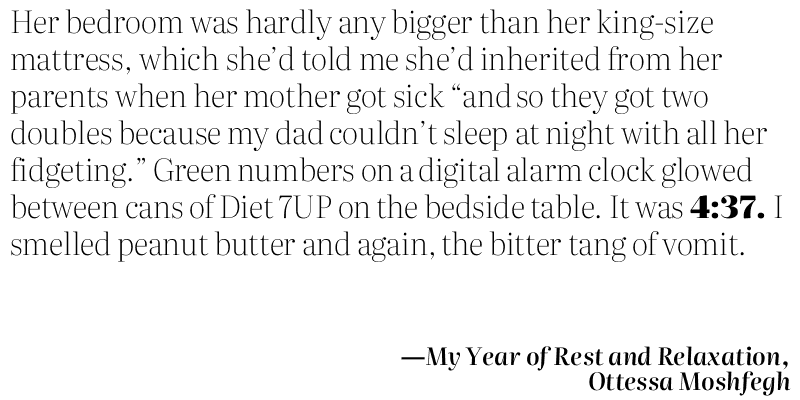 Her bedroom was hardly any bigger than her king-size
mattress, which she’d told me she’d inherited from her
parents when her mother got sick “and so they got two
doubles because my dad couldn’t sleep at night with all her
fidgeting.” Green numbers on a digital alarm clock glowed
between cans of Diet 7UP on the bedside table. It was 4:37. I
smelled peanut butter and again, the bitter tang of vomit.
—My Year of Rest and Relaxation,
Ottessa Moshfegh